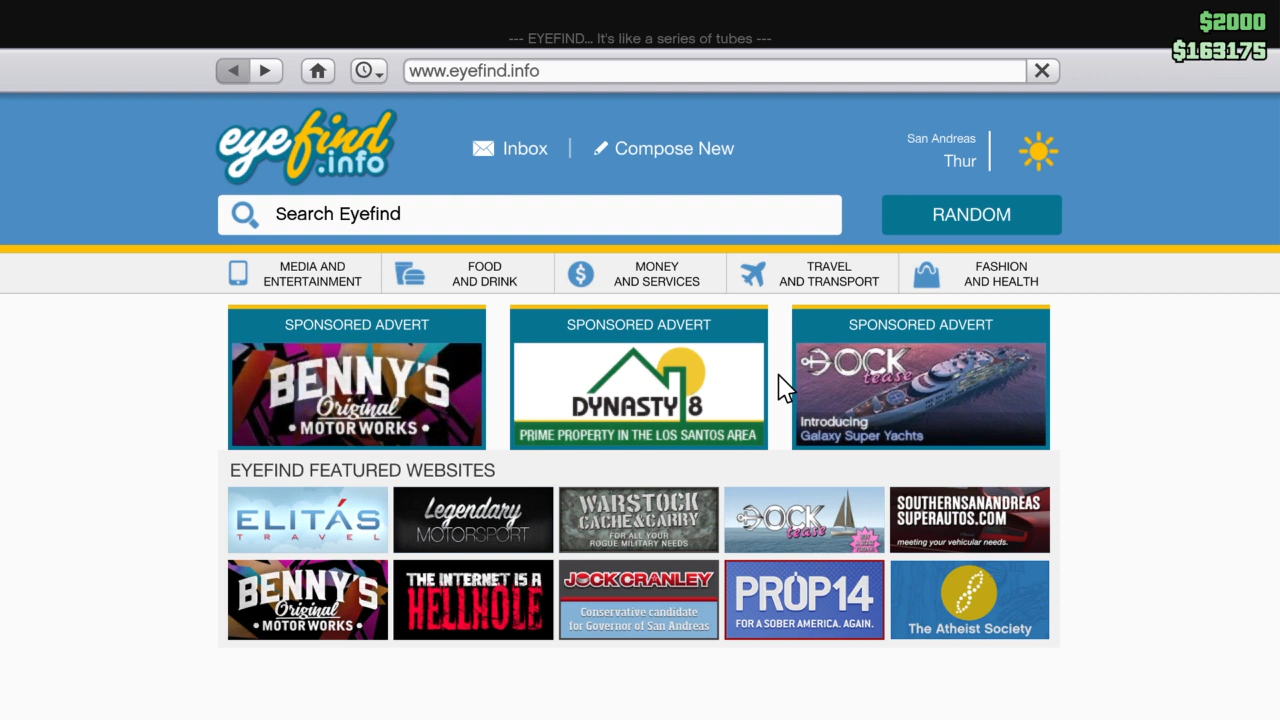 $2000
--- EYEFIND... It's like a series of tubes ---
$163175
www.eyefind.info
eyefind
.info
Inbox
Compose New
San Andreas
Thur
Search Eyefind
RANDOM
MEDIA AND
ENTERTAINMENT
FOOD
AND DRINK
MONEY
AND SERVICES
TRAVEL
AND TRANSPORT
FASHION
AND HEALTH
SPONSORED ADVERT
BENNY'S
Original
• MOTOR WORKS •
SPONSORED ADVERT
DYNASTY 8
PRIME PROPERTY IN THE LOS SANTOS AREA
SPONSORED ADVERT
DOCK
tease
Introducing
Galaxy Super Yachts
EYEFIND FEATURED WEBSITES
ELITÁS
TRAVEL
Legendary
MOTORSPORT
WARSTOCK
CACHE&CARRY
FOR ALL YOUR
ROGUE MILITARY NEEDS
DOCK
tease
SOUTHERNSANANDREAS
SUPERAUTOS.COM
meeting your vehicular needs.
BENNY'S
Original
• MOTOR WORKS •
THE INTERNET IS A
HELLHOLE
JOCK CRANLEY
Conservative candidate
for Governor of San Andreas
PROP14
FOR A SOBER AMERICA. AGAIN.
The Atheist Society